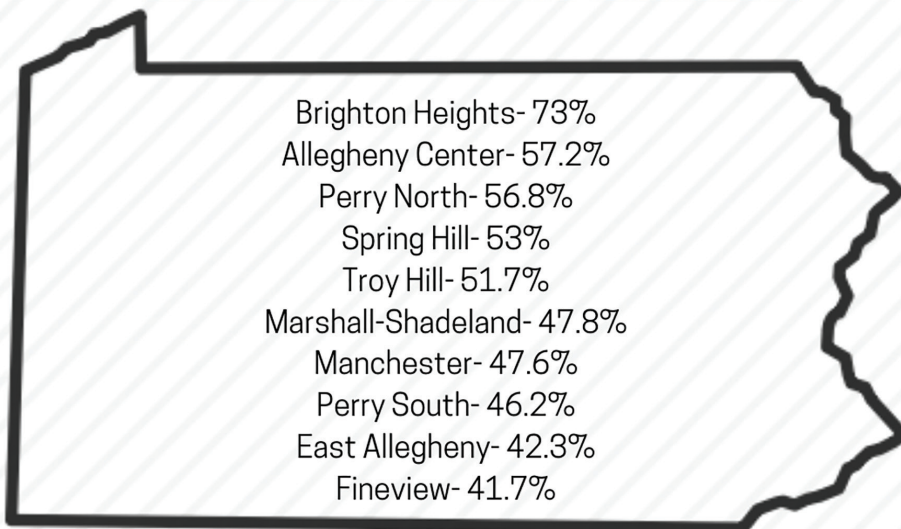 Brighton Heights- 73%
Allegheny Center- 57.2%
Perry North- 56.8%
Spring Hill- 53%
Troy Hill- 51.7%
Marshall-Shadeland- 47.8%
Manchester- 47.6%
Perry South- 46.2%
East Allegheny- 42.3%
Fineview- 41.7%